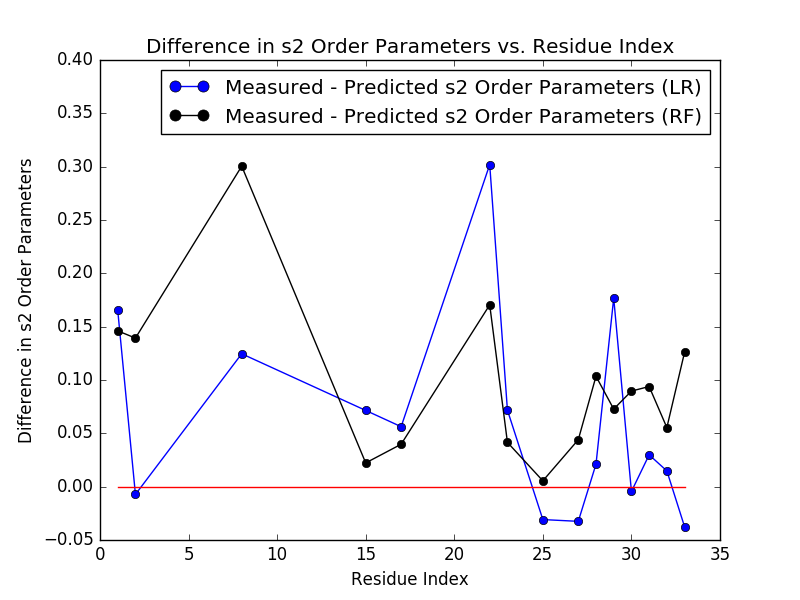 Difference in s2 Order Parameters vs. Residue Index
0.40
Measured - Predicted s2 Order Parameters (LR)
Measured - Predicted s2 Order Parameters (RF)
0.35
0.30
0.25
0.20
0.15
0.10
0.05
0.00
−0.05
Difference in s2 Order Parameters
0 5 10 15 20 25 30 35
Residue Index